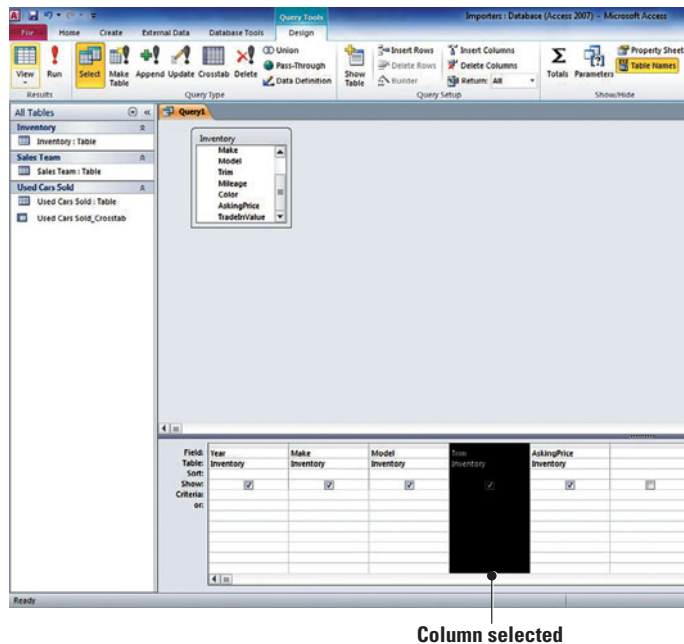 A
Query Tools
Importers : Database (Access 2007) - Microsoft Access
File Home Create External Data Database Tools Design
View Run Select Make Table Append Update Crosstab Delete
Union
Pass-Through
Data Definition
Show Table
Insert Rows
Delete Rows
Builder
Insert Columns
Delete Columns
Return: All
Totals Parameters
Property Sheet
Table Names
Results Query Type Query Setup Show/Hide
All Tables
Query1
Inventory
Inventory : Table
Sales Team
Sales Team : Table
Used Cars Sold
Used Cars Sold : Table
Used Cars Sold_Crosstab
Inventory
Make
Model
Trim
Mileage
Color
AskingPrice
TradeInValue
Field: Year Make Model Trim AskingPrice
Table: Inventory Inventory Inventory Inventory Inventory
Sort:
Show:
Criteria:
or:
Ready
Column selected